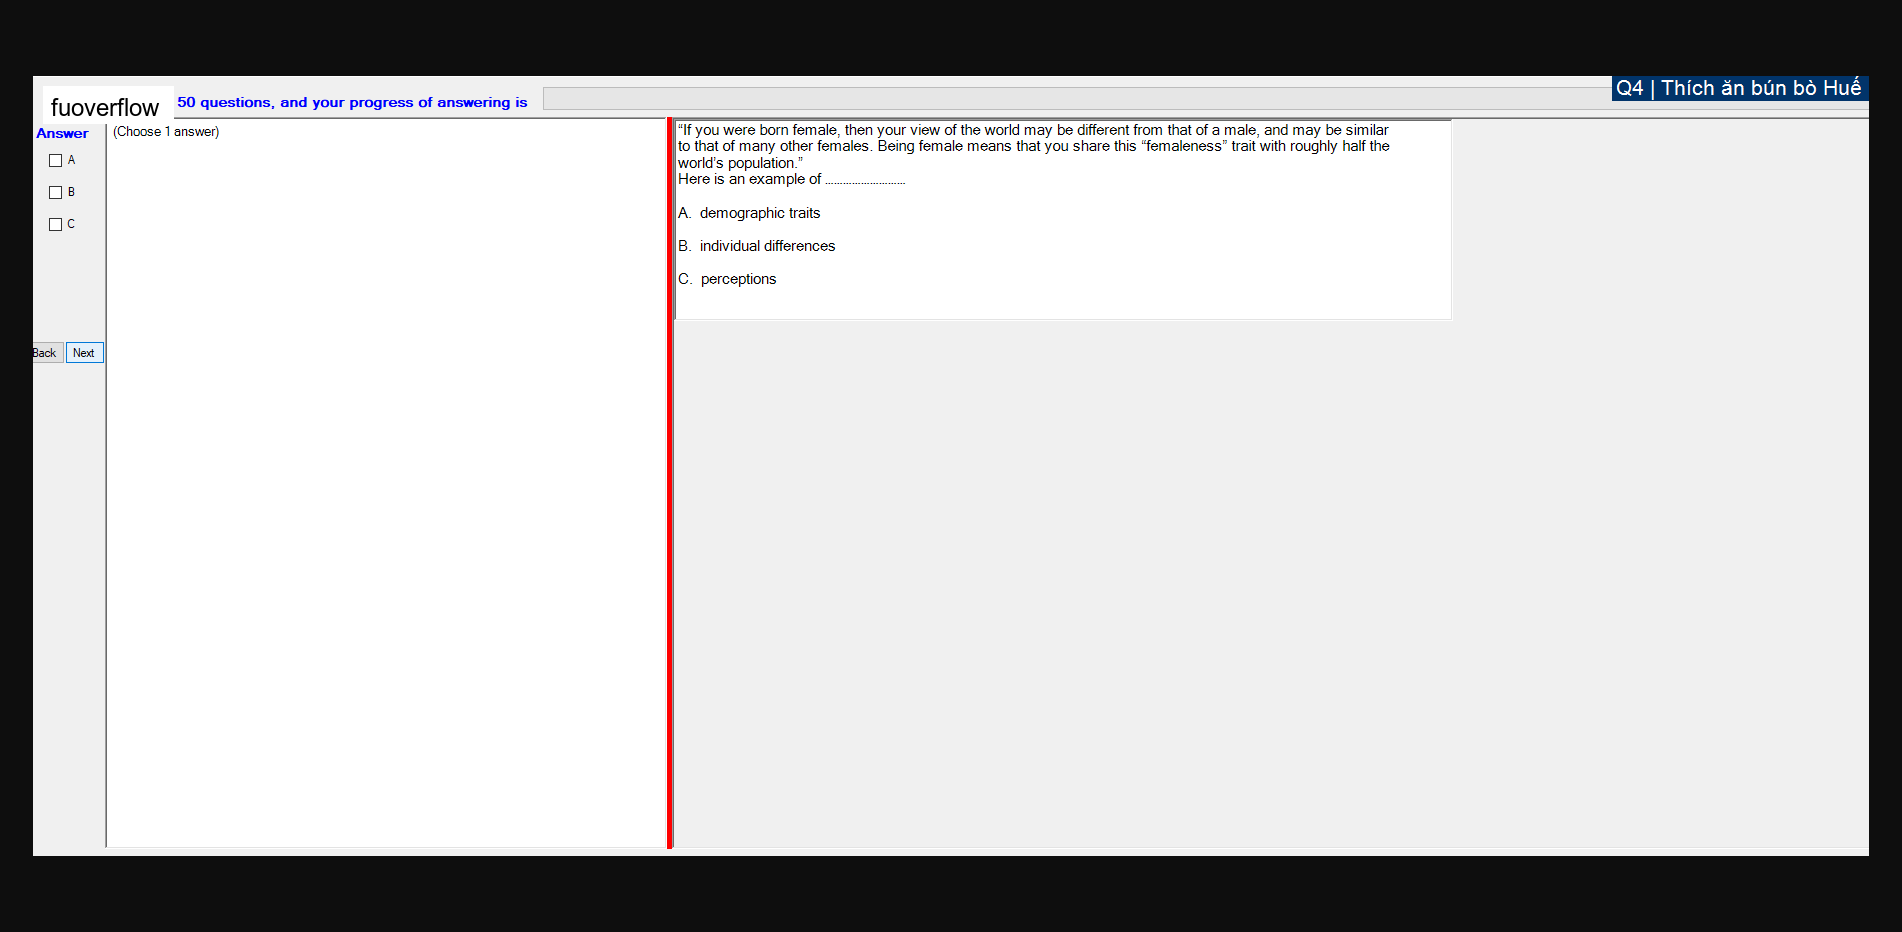 Q4 | Thích ăn bún bò Huế
fuoverflow 50 questions, and your progress of answering is
Answer
(Choose 1 answer)
A
B
C
Back Next
“If you were born female, then your view of the world may be different from that of a male, and may be similar
to that of many other females. Being female means that you share this “femaleness” trait with roughly half the
world’s population.”
Here is an example of ...........................
A. demographic traits
B. individual differences
C. perceptions